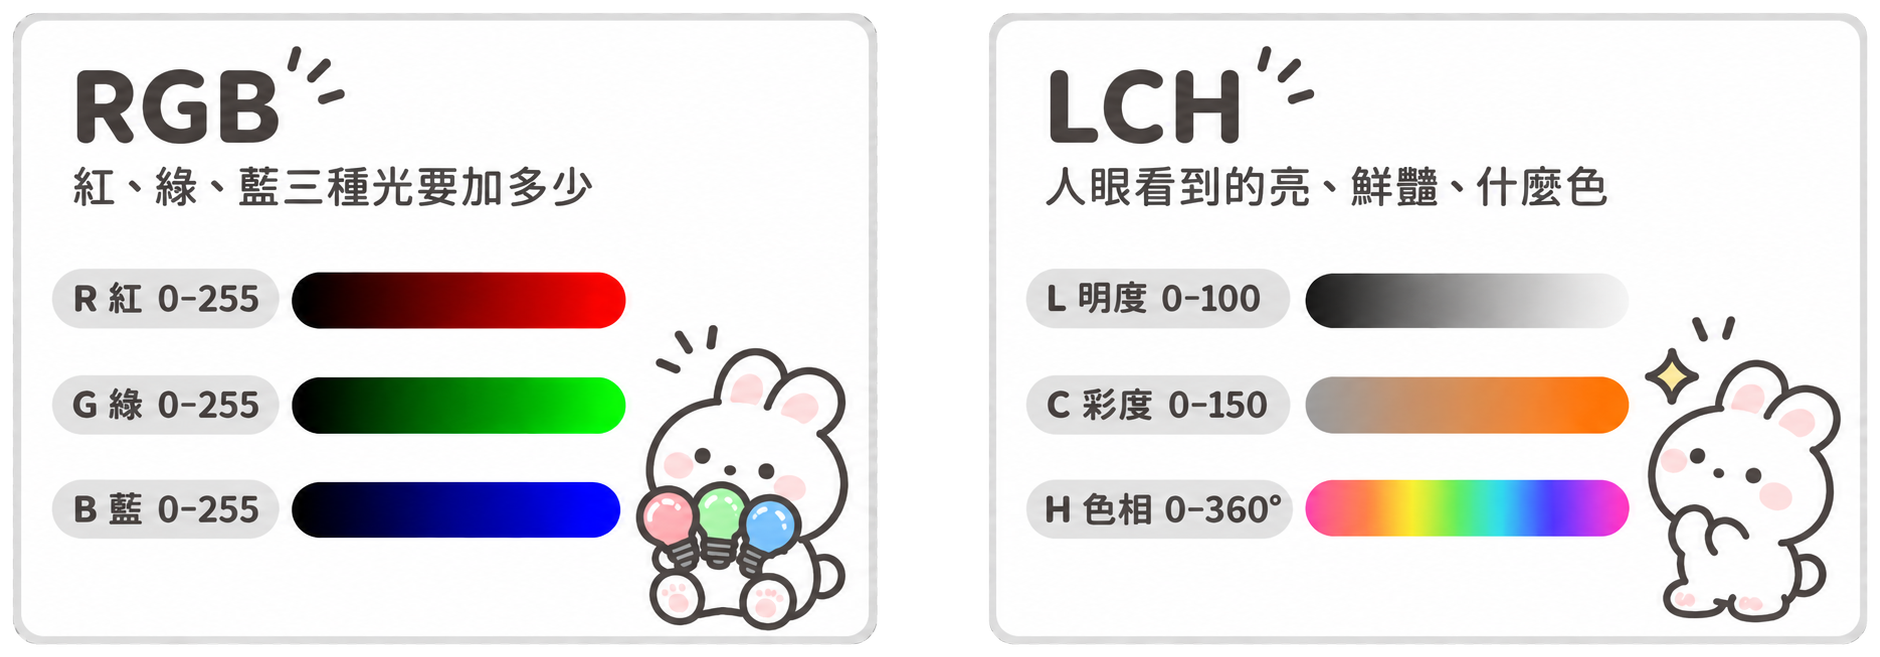 RGB
紅、綠、藍三種光要加多少
R 紅 0-255
G 綠 0-255
B 藍 0-255
LCH
人眼看到的亮、鮮豔、什麼色
L 明度 0-100
C 彩度 0-150
H 色相 0-360°